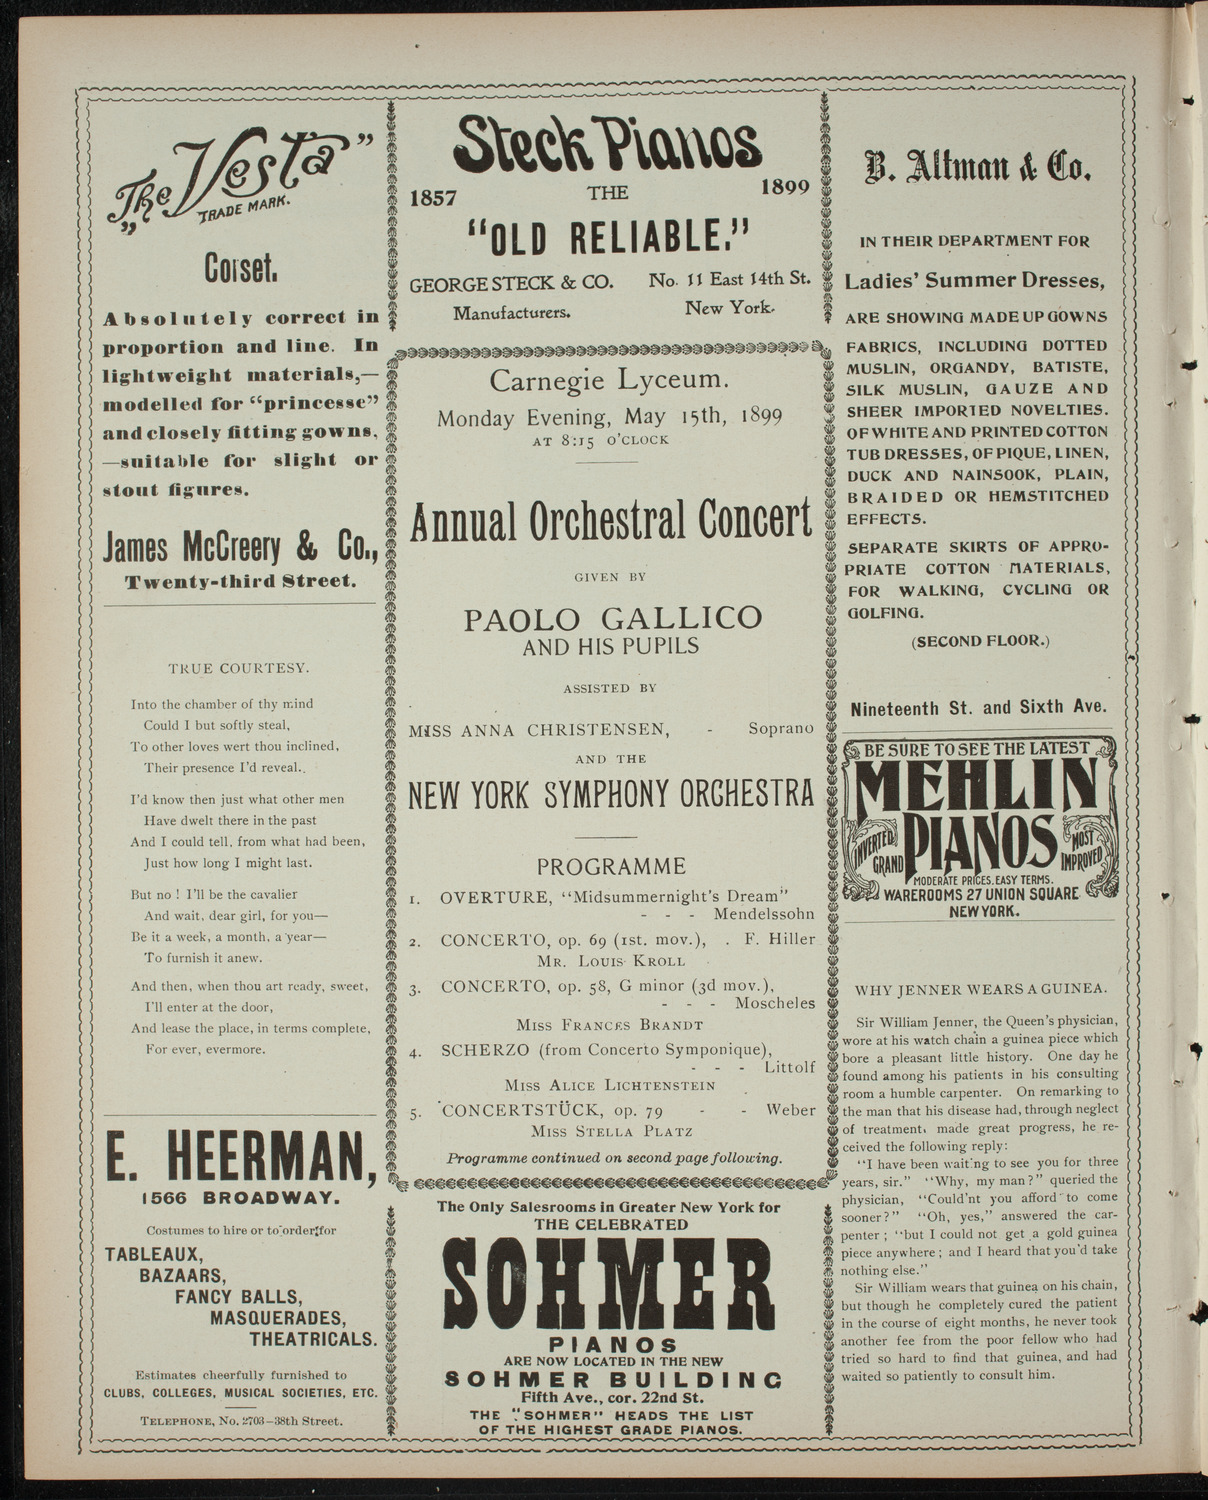 "The Vesta"
TRADE MARK.
Corset.
Absolutely correct in
proportion and line. In
lightweight materials,—
modelled for "princesse"
and closely fitting gowns,
—suitable for slight or
stout figures.
James McCreery & Co.,
Twenty-third Street.
TRUE COURTESY.
Into the chamber of thy mind
Could I but softly steal,
To other loves wert thou inclined,
Their presence I'd reveal.
I'd know then just what other men
Have dwelt there in the past
And I could tell, from what had been,
Just how long I might last.
But no! I'll be the cavalier
And wait, dear girl, for you—
Be it a week, a month, a year—
To furnish it anew.
And then, when thou art ready, sweet,
I'll enter at the door,
And lease the place, in terms complete,
For ever, evermore.
E. HEERMAN,
1566 BROADWAY.
Costumes to hire or to order for
TABLEAUX,
BAZAARS,
FANCY BALLS,
MASQUERADES,
THEATRICALS.
Estimates cheerfully furnished to
CLUBS, COLLEGES, MUSICAL SOCIETIES, ETC.
TELEPHONE, No. 2703–38th Street.
Steck Pianos
1857 THE 1899
"OLD RELIABLE."
GEORGE STECK & CO. No. 11 East 14th St.
Manufacturers. New York.
Carnegie Lyceum.
Monday Evening, May 15th, 1899
AT 8:15 O'CLOCK
Annual Orchestral Concert
GIVEN BY
PAOLO GALLICO
AND HIS PUPILS
ASSISTED BY
MISS ANNA CHRISTENSEN, - Soprano
AND THE
NEW YORK SYMPHONY ORCHESTRA
PROGRAMME
1. OVERTURE, "Midsummernight's Dream"
- - - Mendelssohn
2. CONCERTO, op. 69 (1st. mov.), . F. Hiller
MR. LOUIS KROLL
3. CONCERTO, op. 58, G minor (3d mov.),
- - - Moscheles
MISS FRANCES BRANDT
4. SCHERZO (from Concerto Symponique),
- - - Littolf
MISS ALICE LICHTENSTEIN
5. CONCERTSTÜCK, op. 79 - - Weber
MISS STELLA PLATZ
Programme continued on second page following.
The Only Salesrooms in Greater New York for
THE CELEBRATED
SOHMER
PIANOS
ARE NOW LOCATED IN THE NEW
SOHMER BUILDING
Fifth Ave., cor. 22nd St.
THE "SOHMER" HEADS THE LIST
OF THE HIGHEST GRADE PIANOS.
B. Altman & Co.
IN THEIR DEPARTMENT FOR
Ladies' Summer Dresses,
ARE SHOWING MADE UP GOWNS
FABRICS, INCLUDING DOTTED
MUSLIN, ORGANDY, BATISTE,
SILK MUSLIN, GAUZE AND
SHEER IMPORTED NOVELTIES.
OF WHITE AND PRINTED COTTON
TUB DRESSES, OF PIQUE, LINEN,
DUCK AND NAINSOOK, PLAIN,
BRAIDED OR HEMSTITCHED
EFFECTS.
SEPARATE SKIRTS OF APPRO-
PRIATE COTTON MATERIALS,
FOR WALKING, CYCLING OR
GOLFING.
(SECOND FLOOR.)
Nineteenth St. and Sixth Ave.
BE SURE TO SEE THE LATEST
MEHLIN
PIANOS
INVERTED
GRAND
MOST
IMPROVED
MODERATE PRICES. EASY TERMS.
WAREROOMS 27 UNION SQUARE
NEW YORK.
WHY JENNER WEARS A GUINEA.
Sir William Jenner, the Queen's physician,
wore at his watch chain a guinea piece which
bore a pleasant little history. One day he
found among his patients in his consulting
room a humble carpenter. On remarking to
the man that his disease had, through neglect
of treatment, made great progress, he re-
ceived the following reply:
"I have been waiting to see you for three
years, sir." "Why, my man?" queried the
physician, "Could'nt you afford to come
sooner?" "Oh, yes," answered the car-
penter; "but I could not get a gold guinea
piece anywhere; and I heard that you'd take
nothing else."
Sir William wears that guinea on his chain,
but though he completely cured the patient
in the course of eight months, he never took
another fee from the poor fellow who had
tried so hard to find that guinea, and had
waited so patiently to consult him.